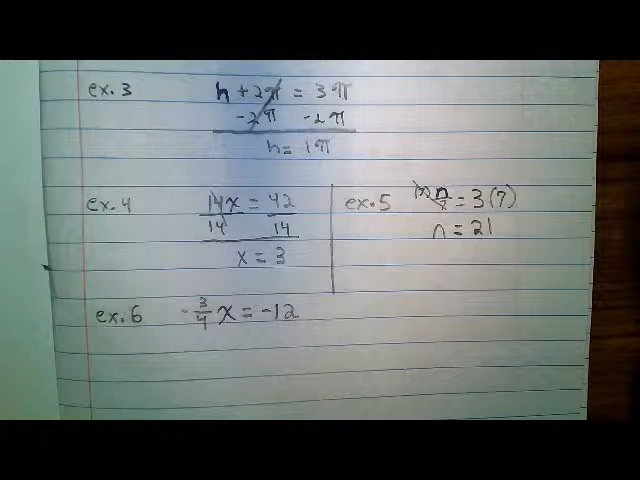 ex.3 h + 2π = 3π
-2π -2π
h = 1π
ex.4 14x = 42
14 14
x = 3
ex.5 (7) n/7 = 3(7)
n = 21
ex.6 -3/4 x = -12